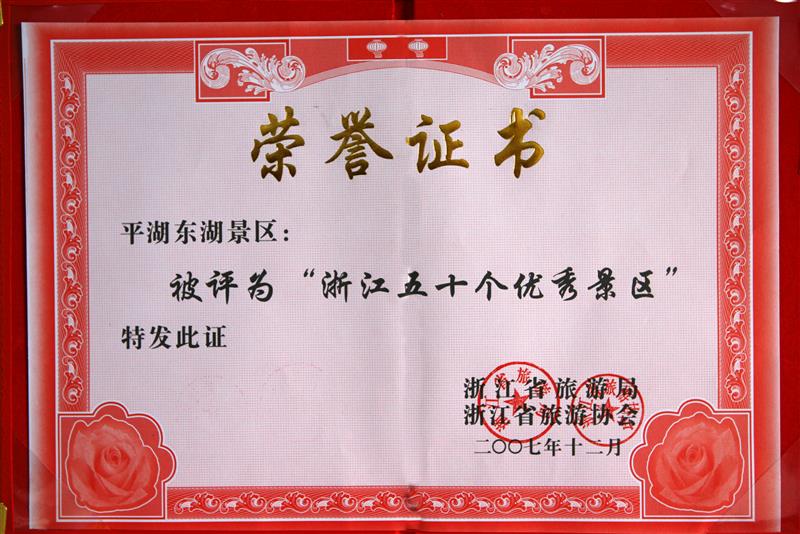 荣誉证书
平湖东湖景区：
被评为“浙江五十个优秀景区”
特发此证
浙江省旅游局
浙江省旅游协会
二〇〇七年十二月